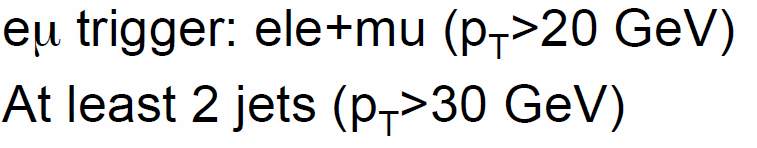 eμ trigger: ele+mu (pT>20 GeV)
At least 2 jets (pT>30 GeV)